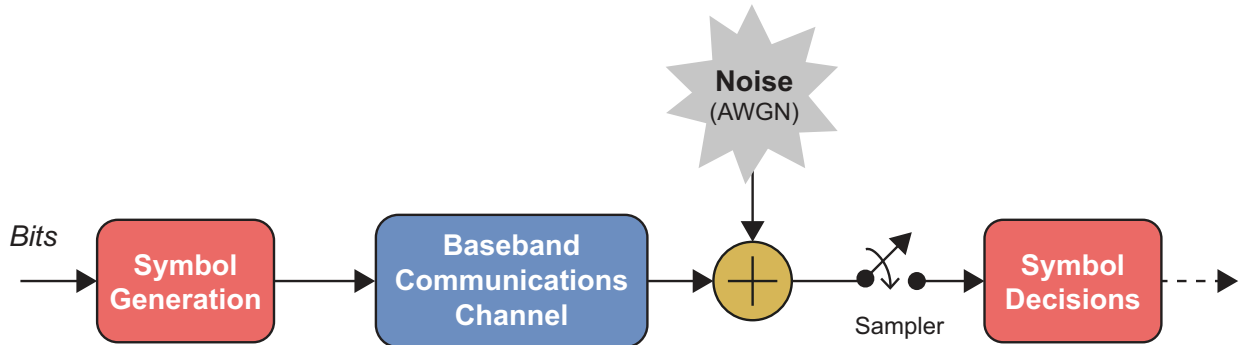 Noise
(AWGN)
Bits
Symbol
Generation
Baseband
Communications
Channel
Sampler
Symbol
Decisions